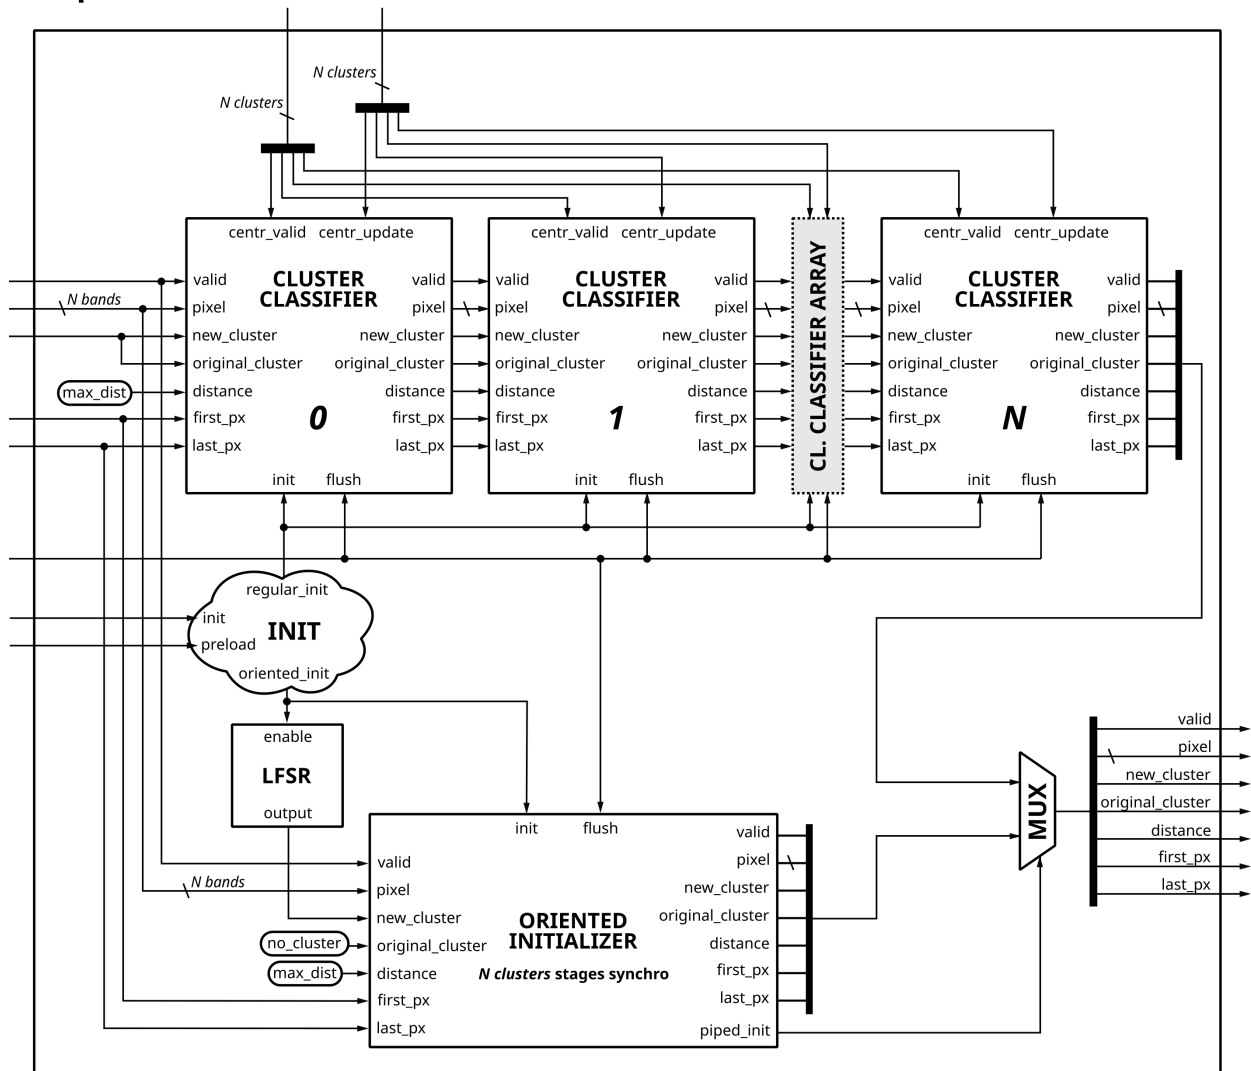 N clusters
N clusters
centr_valid centr_update
centr_valid centr_update
centr_valid centr_update
valid
pixel
new_cluster
original_cluster
distance
first_px
last_px
CLUSTER
CLASSIFIER
0
valid
pixel
new_cluster
original_cluster
distance
first_px
last_px
init flush
N bands
max_dist
valid
pixel
new_cluster
original_cluster
distance
first_px
last_px
CLUSTER
CLASSIFIER
1
valid
pixel
new_cluster
original_cluster
distance
first_px
last_px
init flush
CL. CLASSIFIER ARRAY
valid
pixel
new_cluster
original_cluster
distance
first_px
last_px
CLUSTER
CLASSIFIER
N
valid
pixel
new_cluster
original_cluster
distance
first_px
last_px
init flush
regular_init
init
INIT
preload
oriented_init
enable
LFSR
output
init flush
valid
pixel
new_cluster
original_cluster
distance
first_px
last_px
N bands
no_cluster
max_dist
ORIENTED
INITIALIZER
N clusters stages synchro
valid
pixel
new_cluster
original_cluster
distance
first_px
last_px
piped_init
MUX
valid
pixel
new_cluster
original_cluster
distance
first_px
last_px